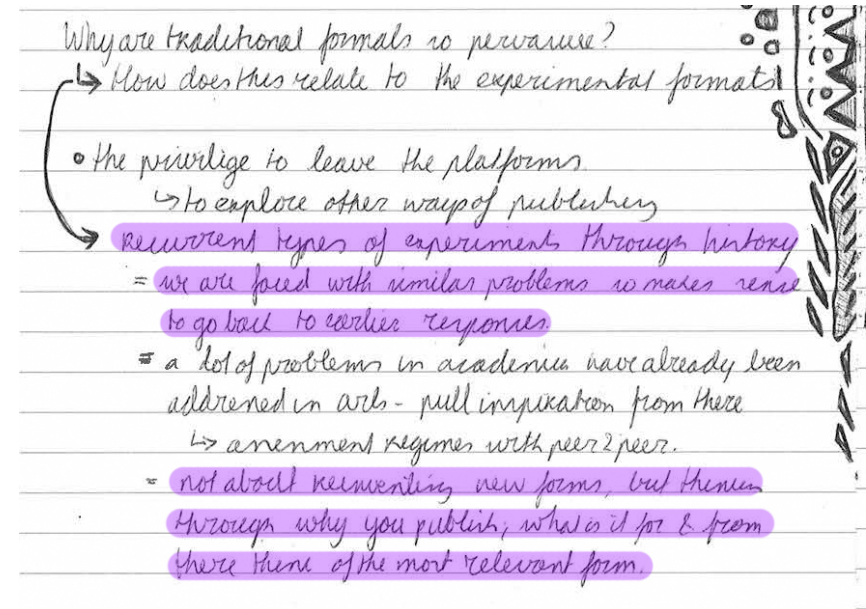 Why are traditional formats so pervasive?
↳ How does this relate to the experimental formats
• the privilige to leave the platforms
↳ to explore other ways of publishing
Recurrent types of experiments through history
= we are faced with similar problems so makes sense
to go back to earlier responses.
= a lot of problems in academia have already been
addressed in arts - pull inspiration from there
↳ assessment regimes with peer 2 peer.
= not about reinventing new forms, but thinking
through why you publish, what is it for & from
there think of the most relevant form.